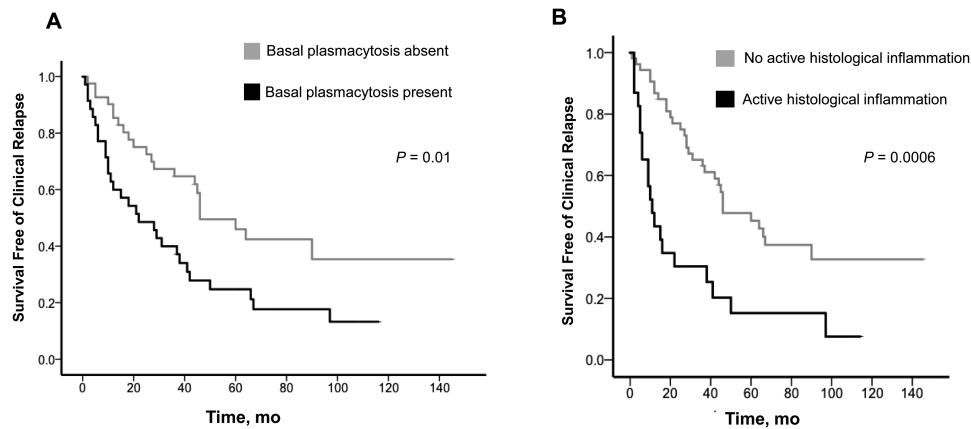 A
Basal plasmacytosis absent
Basal plasmacytosis present
P = 0.01
Survival Free of Clinical Relapse
1.0
0.8
0.6
0.4
0.2
0.0
0 20 40 60 80 100 120 140
Time, mo
B
No active histological inflammation
Active histological inflammation
P = 0.0006
Survival Free of Clinical Relapse
1.0
0.8
0.6
0.4
0.2
0.0
0 20 40 60 80 100 120 140
Time, mo